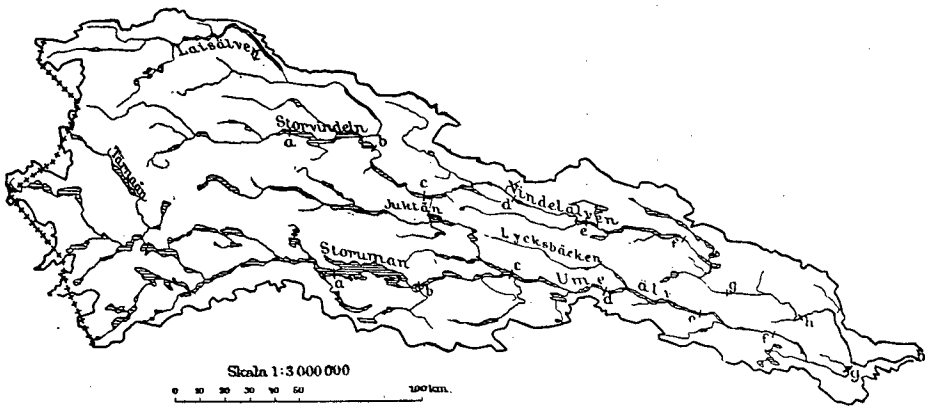 Laisälven
Storvindeln
a
b
Tärnaån
c
Vindelälven
d
Juktån
e
f
Lycksbäcken
Storuman
c
Ume älv
a
b
d
g
e
h
f
g
h
Skala 1:3 000 000
0 10 20 30 40 50 100 km.